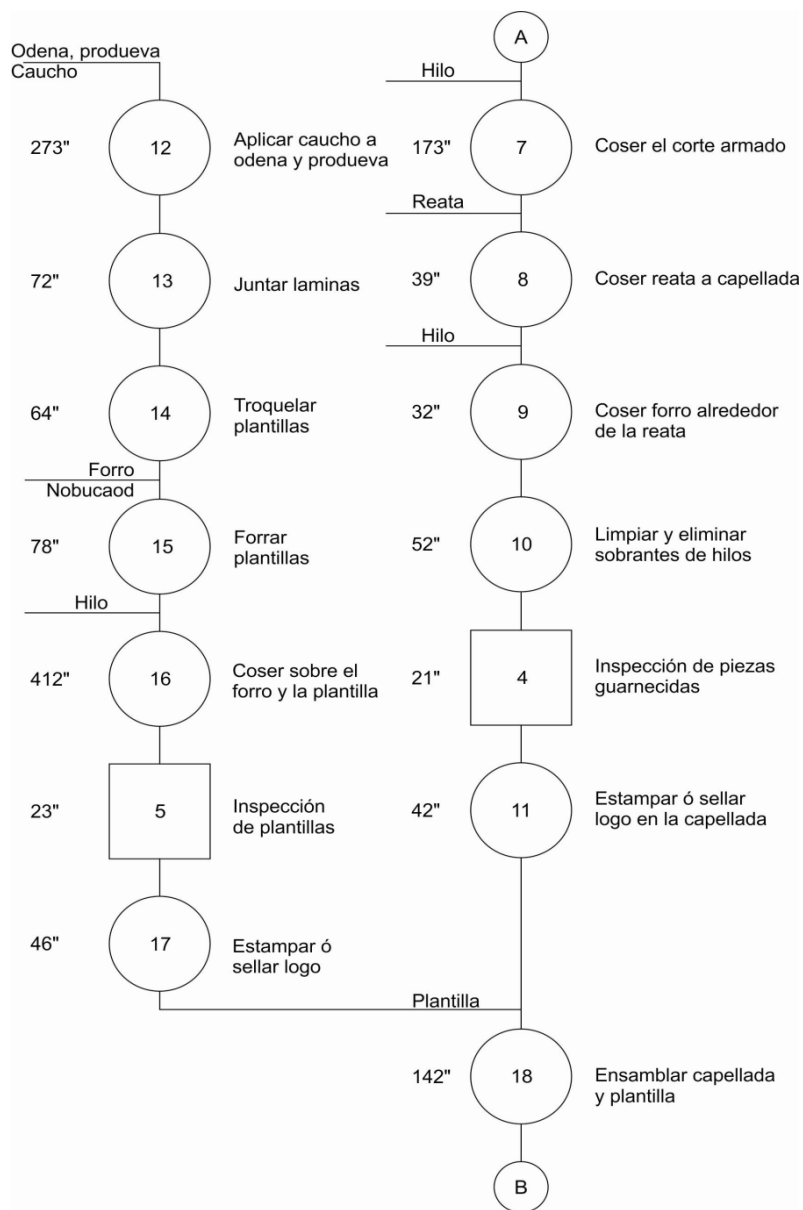 Odena, produeva
Caucho
273"
12
Aplicar caucho a
odena y produeva
72"
13
Juntar laminas
64"
14
Troquelar
plantillas
Forro
Nobucaod
78"
15
Forrar
plantillas
Hilo
412"
16
Coser sobre el
forro y la plantilla
23"
5
Inspección
de plantillas
46"
17
Estampar ó
sellar logo
A
Hilo
173"
7
Coser el corte armado
Reata
39"
8
Coser reata a capellada
Hilo
32"
9
Coser forro alrededor
de la reata
52"
10
Limpiar y eliminar
sobrantes de hilos
21"
4
Inspección de piezas
guarnecidas
42"
11
Estampar ó sellar
logo en la capellada
Plantilla
142"
18
Ensamblar capellada
y plantilla
B